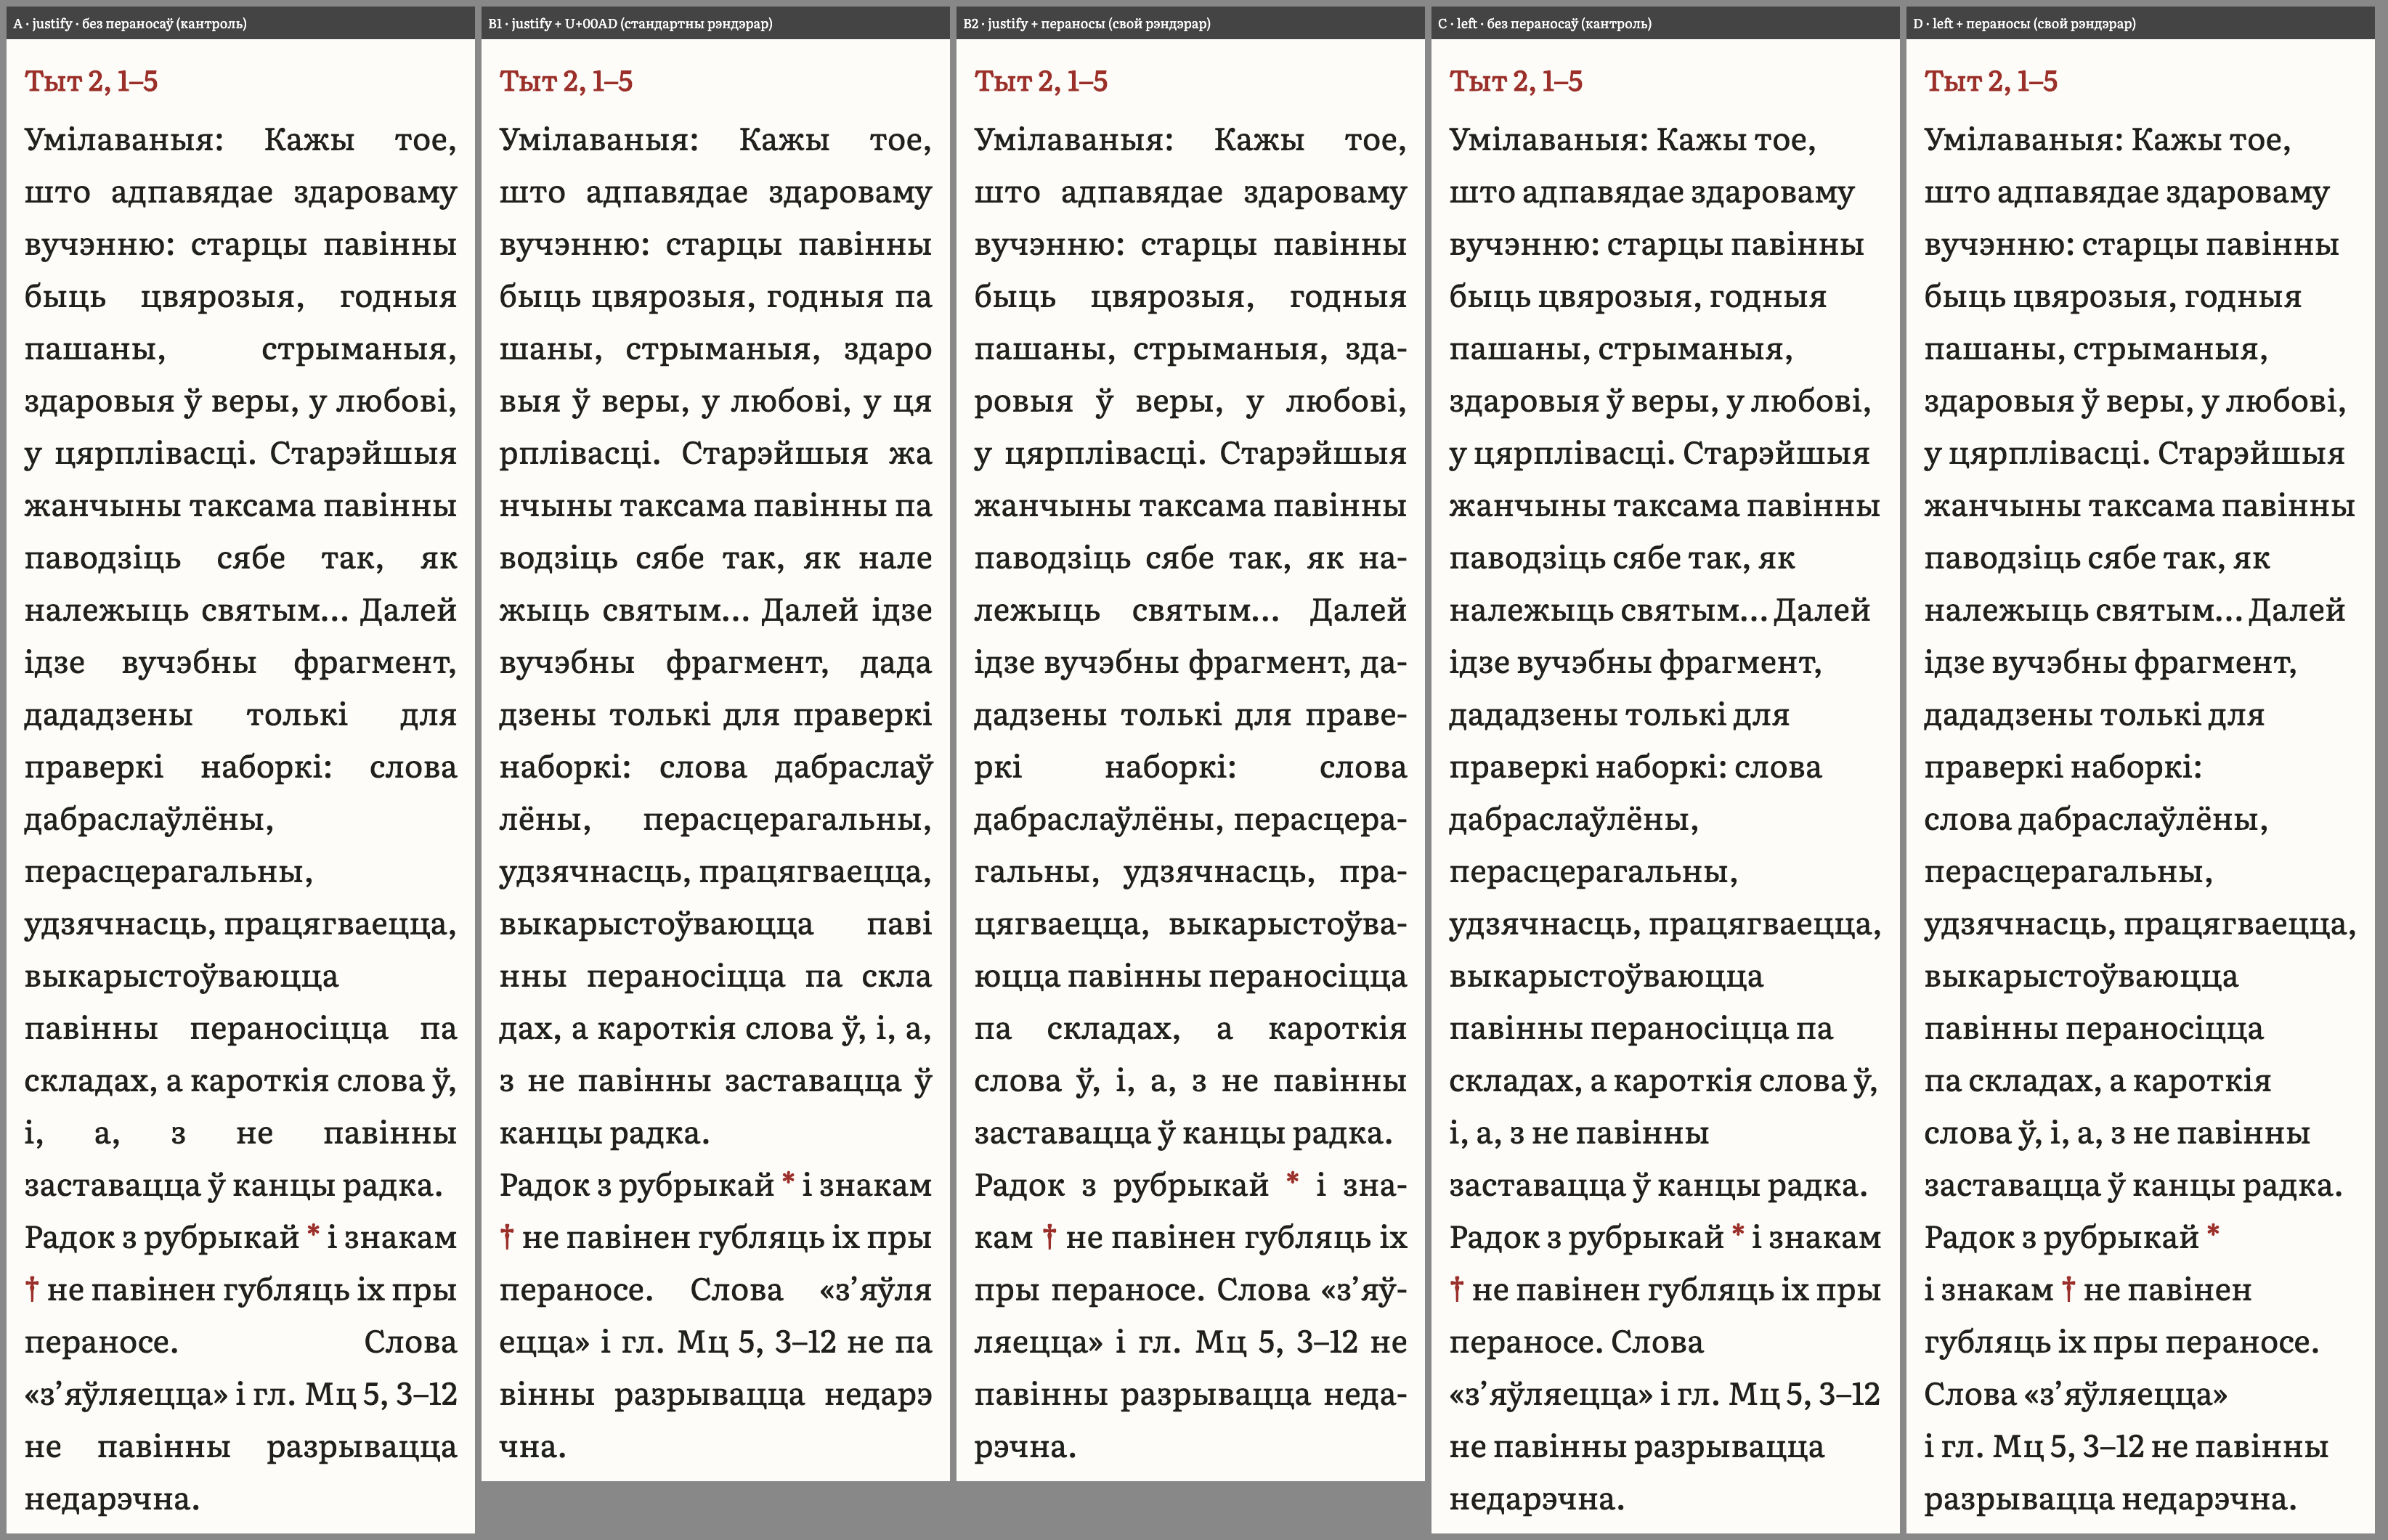 A · justify · без пераносаў (кантроль)
Тыт 2, 1–5
Умілаваныя: Кажы тое,
што адпавядае здароваму
вучэнню: старцы павінны
быць цвярозыя, годныя
пашаны, стрыманыя,
здаровыя ў веры, у любові,
у цярплівасці. Старэйшыя
жанчыны таксама павінны
паводзіць сябе так, як
належыць святым... Далей
ідзе вучэбны фрагмент,
дададзены толькі для
праверкі наборкі: слова
дабраслаўлёны,
перасцерагальны,
удзячнасць, працягваецца,
выкарыстоўваюцца
павінны пераносіцца па
складах, а кароткія слова ў,
і, а, з не павінны
заставацца ў канцы радка.
Радок з рубрыкай * і знакам
† не павінен губляць іх пры
пераносе. Слова
«з’яўляецца» і гл. Мц 5, 3–12
не павінны разрывацца
недарэчна.
B1 · justify + U+00AD (стандартны рэндэрар)
Тыт 2, 1–5
Умілаваныя: Кажы тое,
што адпавядае здароваму
вучэнню: старцы павінны
быць цвярозыя, годныя па
шаны, стрыманыя, здаро
выя ў веры, у любові, у ця
рплівасці. Старэйшыя жа
нчыны таксама павінны па
водзіць сябе так, як нале
жыць святым... Далей ідзе
вучэбны фрагмент, дада
дзены толькі для праверкі
наборкі: слова дабраслаў
лёны, перасцерагальны,
удзячнасць, працягваецца,
выкарыстоўваюцца паві
нны пераносіцца па скла
дах, а кароткія слова ў, і, а,
з не павінны заставацца ў
канцы радка.
Радок з рубрыкай * і знакам
† не павінен губляць іх пры
пераносе. Слова «з’яўля
ецца» і гл. Мц 5, 3–12 не па
вінны разрывацца недарэ
чна.
B2 · justify + пераносы (свой рэндэрар)
Тыт 2, 1–5
Умілаваныя: Кажы тое,
што адпавядае здароваму
вучэнню: старцы павінны
быць цвярозыя, годныя
пашаны, стрыманыя, зда-
ровыя ў веры, у любові,
у цярплівасці. Старэйшыя
жанчыны таксама павінны
паводзіць сябе так, як на-
лежыць святым... Далей
ідзе вучэбны фрагмент, да-
дадзены толькі для праве-
ркі наборкі: слова
дабраслаўлёны, перасцера-
гальны, удзячнасць, пра-
цягваецца, выкарыстоўва-
юцца павінны пераносіцца
па складах, а кароткія
слова ў, і, а, з не павінны
заставацца ў канцы радка.
Радок з рубрыкай * і зна-
кам † не павінен губляць іх
пры пераносе. Слова «з’яў-
ляецца» і гл. Мц 5, 3–12 не
павінны разрывацца неда-
рэчна.
C · left · без пераносаў (кантроль)
Тыт 2, 1–5
Умілаваныя: Кажы тое,
што адпавядае здароваму
вучэнню: старцы павінны
быць цвярозыя, годныя
пашаны, стрыманыя,
здаровыя ў веры, у любові,
у цярплівасці. Старэйшыя
жанчыны таксама павінны
паводзіць сябе так, як
належыць святым... Далей
ідзе вучэбны фрагмент,
дададзены толькі для
праверкі наборкі: слова
дабраслаўлёны,
перасцерагальны,
удзячнасць, працягваецца,
выкарыстоўваюцца
павінны пераносіцца па
складах, а кароткія слова ў,
і, а, з не павінны
заставацца ў канцы радка.
Радок з рубрыкай * і знакам
† не павінен губляць іх пры
пераносе. Слова
«з’яўляецца» і гл. Мц 5, 3–12
не павінны разрывацца
недарэчна.
D · left + пераносы (свой рэндэрар)
Тыт 2, 1–5
Умілаваныя: Кажы тое,
што адпавядае здароваму
вучэнню: старцы павінны
быць цвярозыя, годныя
пашаны, стрыманыя,
здаровыя ў веры, у любові,
у цярплівасці. Старэйшыя
жанчыны таксама павінны
паводзіць сябе так, як
належыць святым... Далей
ідзе вучэбны фрагмент,
дададзены толькі для
праверкі наборкі:
слова дабраслаўлёны,
перасцерагальны,
удзячнасць, працягваецца,
выкарыстоўваюцца
павінны пераносіцца
па складах, а кароткія
слова ў, і, а, з не павінны
заставацца ў канцы радка.
Радок з рубрыкай *
і знакам † не павінен
губляць іх пры пераносе.
Слова «з’яўляецца»
і гл. Мц 5, 3–12 не павінны
разрывацца недарэчна.